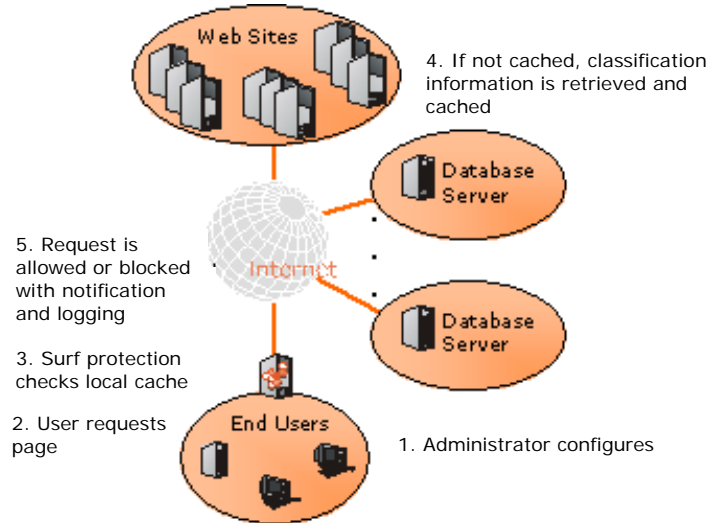 Web Sites
4. If not cached, classification
information is retrieved and
cached
Database
Server
5. Request is
allowed or blocked
with notification
and logging
Internet
Database
Server
3. Surf protection
checks local cache
2. User requests
page
End Users
1. Administrator configures